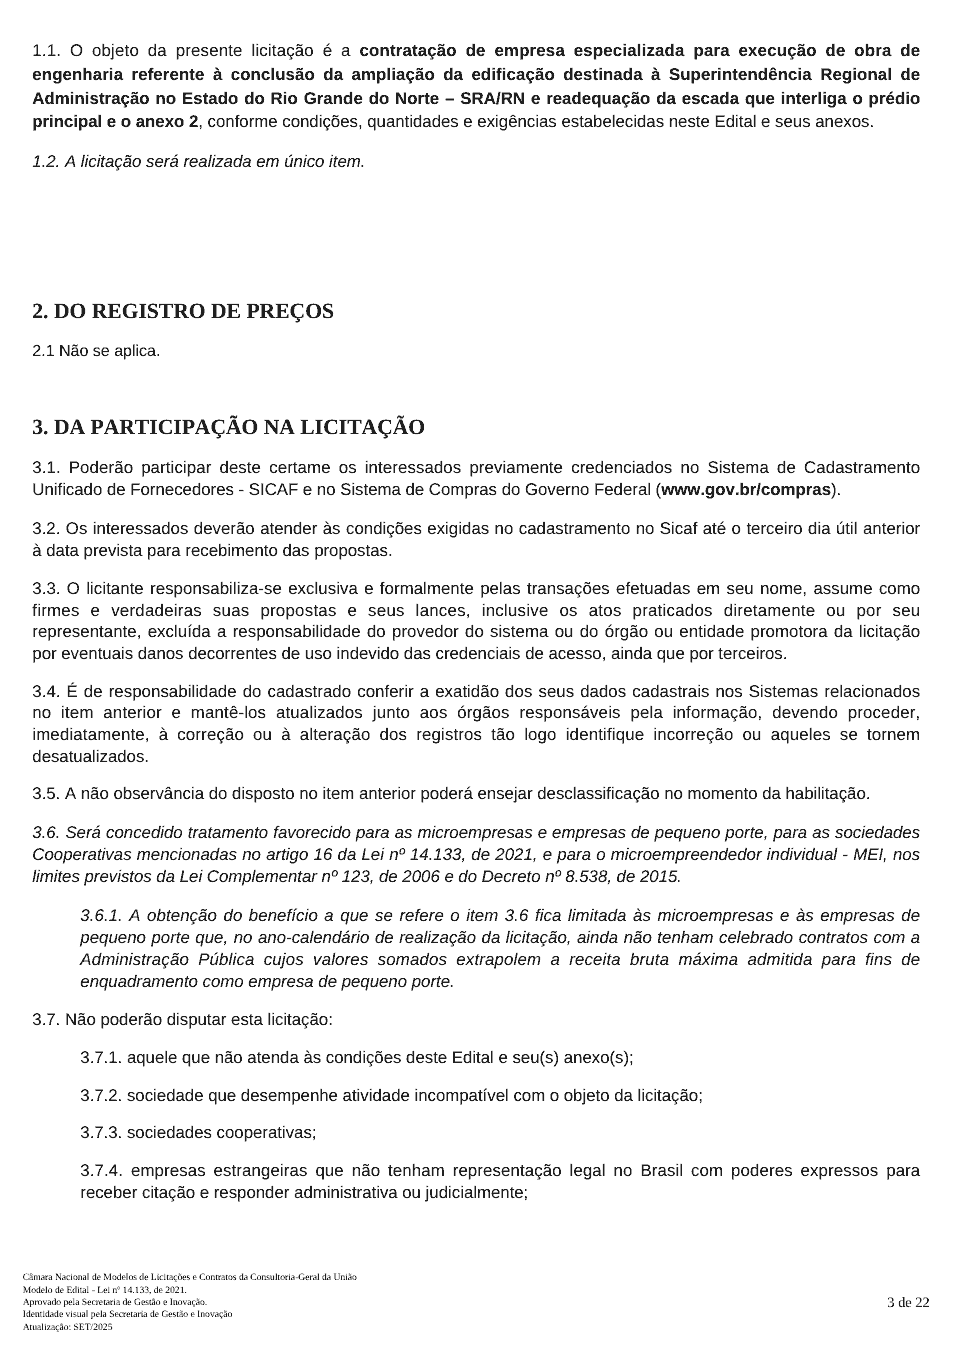 1.1. O objeto da presente licitação é a contratação de empresa especializada para execução de obra de
engenharia referente à conclusão da ampliação da edificação destinada à Superintendência Regional de
Administração no Estado do Rio Grande do Norte – SRA/RN e readequação da escada que interliga o prédio
principal e o anexo 2, conforme condições, quantidades e exigências estabelecidas neste Edital e seus anexos.
1.2. A licitação será realizada em único item.
2. DO REGISTRO DE PREÇOS
2.1 Não se aplica.
3. DA PARTICIPAÇÃO NA LICITAÇÃO
3.1. Poderão participar deste certame os interessados previamente credenciados no Sistema de Cadastramento
Unificado de Fornecedores - SICAF e no Sistema de Compras do Governo Federal (www.gov.br/compras).
3.2. Os interessados deverão atender às condições exigidas no cadastramento no Sicaf até o terceiro dia útil anterior
à data prevista para recebimento das propostas.
3.3. O licitante responsabiliza-se exclusiva e formalmente pelas transações efetuadas em seu nome, assume como
firmes e verdadeiras suas propostas e seus lances, inclusive os atos praticados diretamente ou por seu
representante, excluída a responsabilidade do provedor do sistema ou do órgão ou entidade promotora da licitação
por eventuais danos decorrentes de uso indevido das credenciais de acesso, ainda que por terceiros.
3.4. É de responsabilidade do cadastrado conferir a exatidão dos seus dados cadastrais nos Sistemas relacionados
no item anterior e mantê-los atualizados junto aos órgãos responsáveis pela informação, devendo proceder,
imediatamente, à correção ou à alteração dos registros tão logo identifique incorreção ou aqueles se tornem
desatualizados.
3.5. A não observância do disposto no item anterior poderá ensejar desclassificação no momento da habilitação.
3.6. Será concedido tratamento favorecido para as microempresas e empresas de pequeno porte, para as sociedades
Cooperativas mencionadas no artigo 16 da Lei nº 14.133, de 2021, e para o microempreendedor individual - MEI, nos
limites previstos da Lei Complementar nº 123, de 2006 e do Decreto nº 8.538, de 2015.
3.6.1. A obtenção do benefício a que se refere o item 3.6 fica limitada às microempresas e às empresas de
pequeno porte que, no ano-calendário de realização da licitação, ainda não tenham celebrado contratos com a
Administração Pública cujos valores somados extrapolem a receita bruta máxima admitida para fins de
enquadramento como empresa de pequeno porte.
3.7. Não poderão disputar esta licitação:
3.7.1. aquele que não atenda às condições deste Edital e seu(s) anexo(s);
3.7.2. sociedade que desempenhe atividade incompatível com o objeto da licitação;
3.7.3. sociedades cooperativas;
3.7.4. empresas estrangeiras que não tenham representação legal no Brasil com poderes expressos para
receber citação e responder administrativa ou judicialmente;
Câmara Nacional de Modelos de Licitações e Contratos da Consultoria-Geral da União
Modelo de Edital - Lei nº 14.133, de 2021.
Aprovado pela Secretaria de Gestão e Inovação.
Identidade visual pela Secretaria de Gestão e Inovação
Atualização: SET/2025
3 de 22